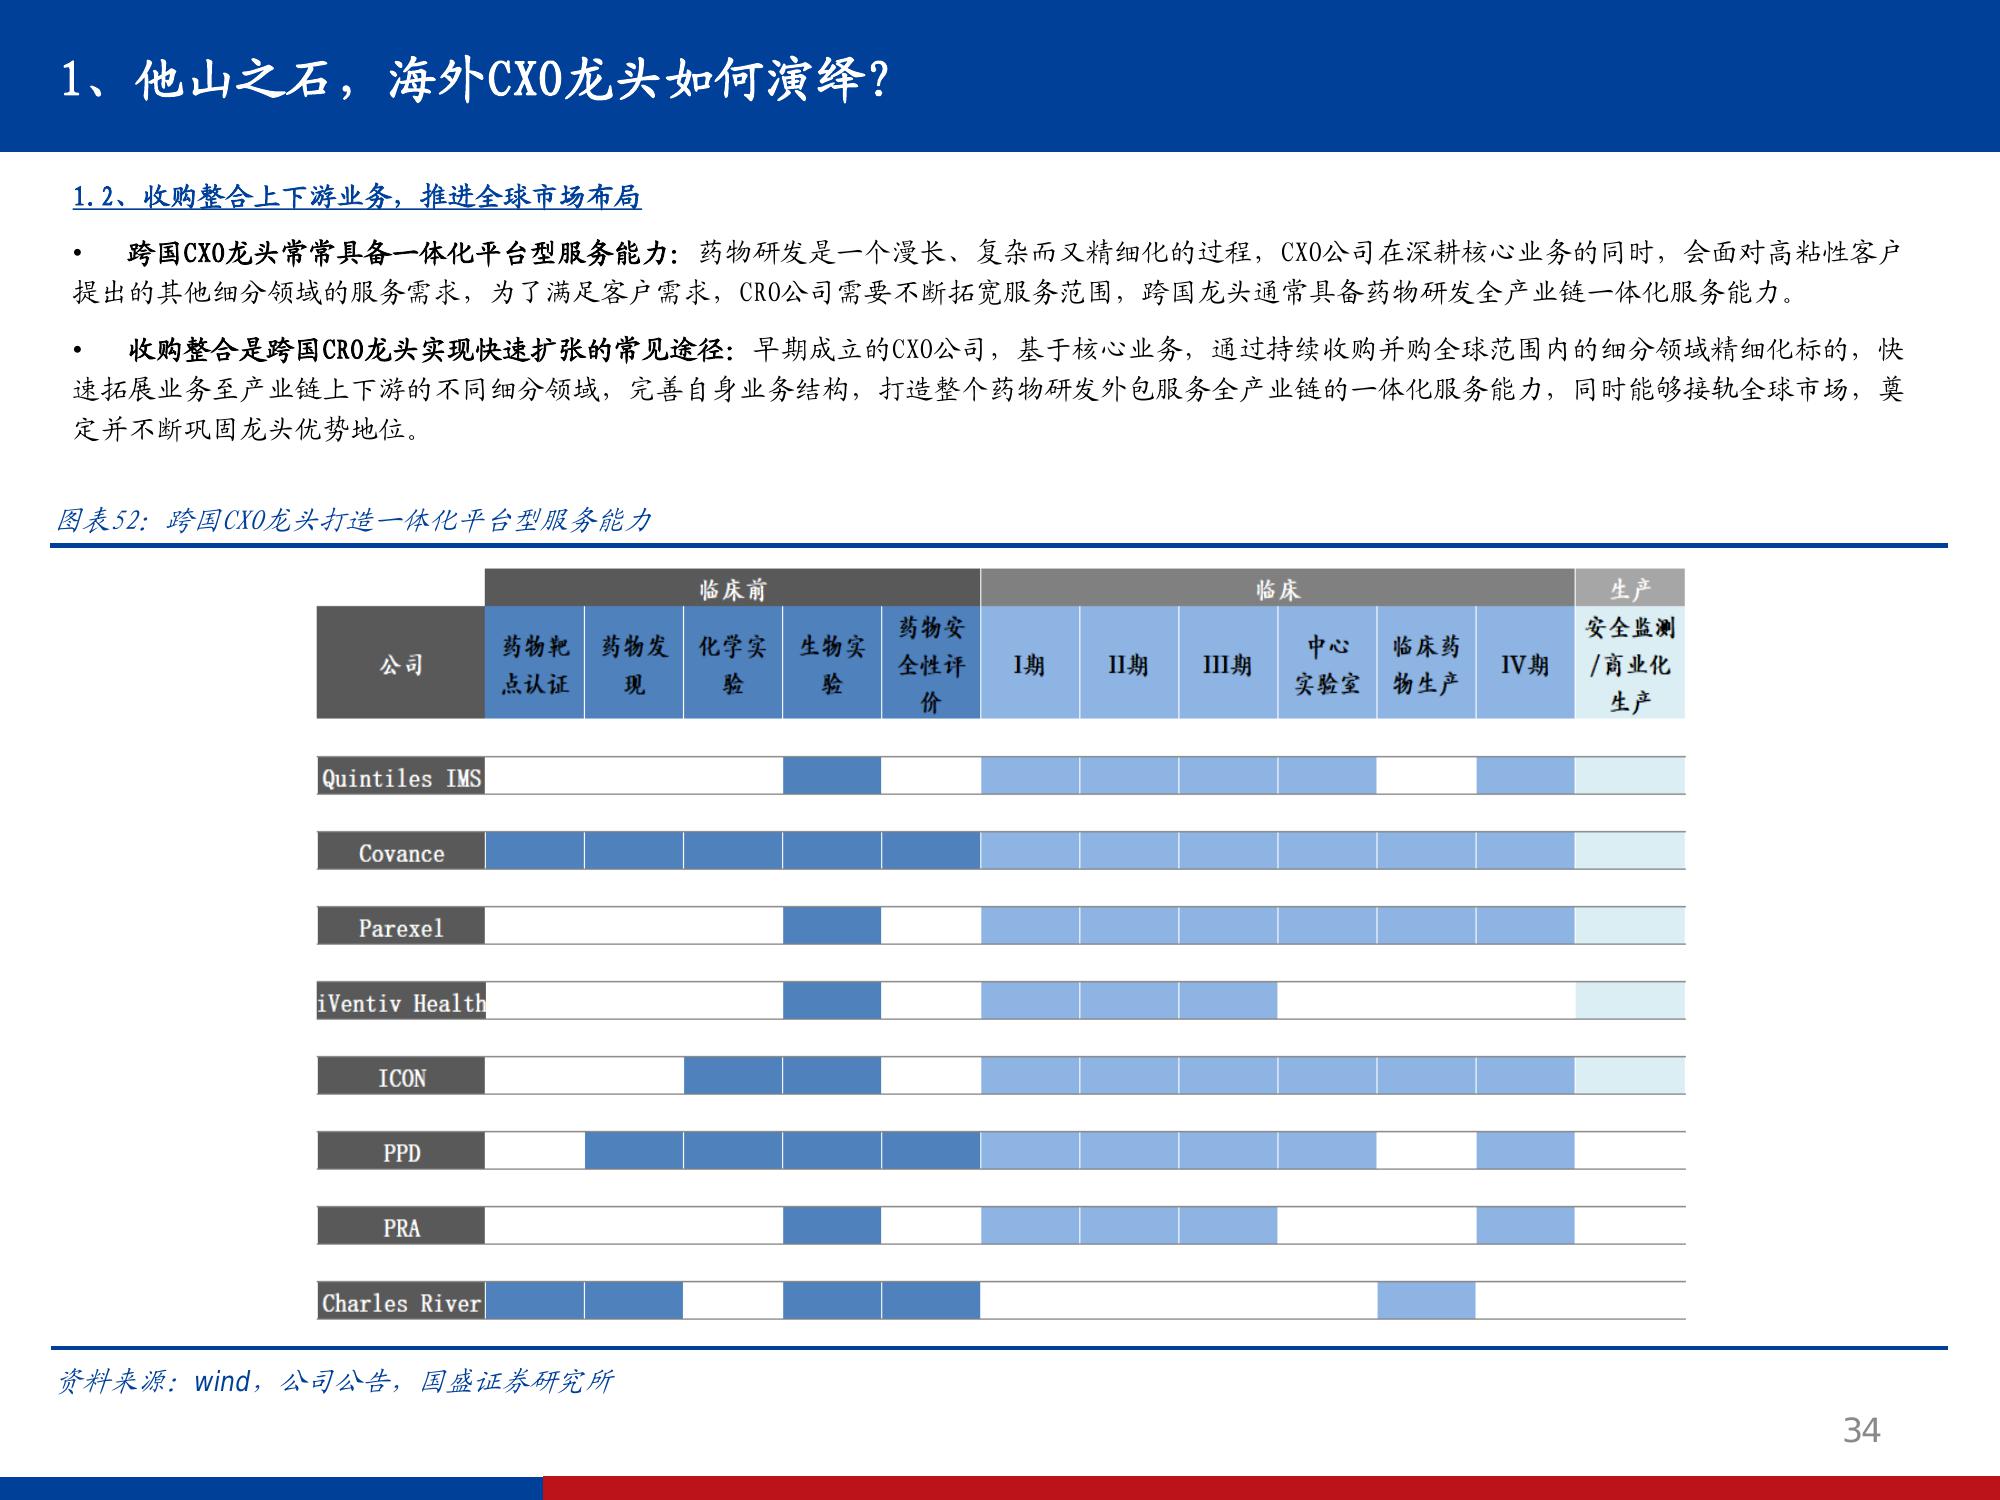 1、他山之石，海外CXO龙头如何演绎？
1.2、收购整合上下游业务，推进全球市场布局
• 跨国CXO龙头常常具备一体化平台型服务能力：药物研发是一个漫长、复杂而又精细化的过程，CXO公司在深耕核心业务的同时，会面对高粘性客户
提出的其他细分领域的服务需求，为了满足客户需求，CRO公司需要不断拓宽服务范围，跨国龙头通常具备药物研发全产业链一体化服务能力。
• 收购整合是跨国CRO龙头实现快速扩张的常见途径：早期成立的CXO公司，基于核心业务，通过持续收购并购全球范围内的细分领域精细化标的，快
速拓展业务至产业链上下游的不同细分领域，完善自身业务结构，打造整个药物研发外包服务全产业链的一体化服务能力，同时能够接轨全球市场，奠
定并不断巩固龙头优势地位。
图表52：跨国CXO龙头打造一体化平台型服务能力
临床前 临床 生产
公司 药物靶点认证 药物发现 化学实验 生物实验 药物安全性评价 I期 II期 III期 中心实验室 临床药物生产 IV期 安全监测/商业化生产
Quintiles IMS
Covance
Parexel
iVentiv Health
ICON
PPD
PRA
Charles River
资料来源：wind，公司公告，国盛证券研究所
34